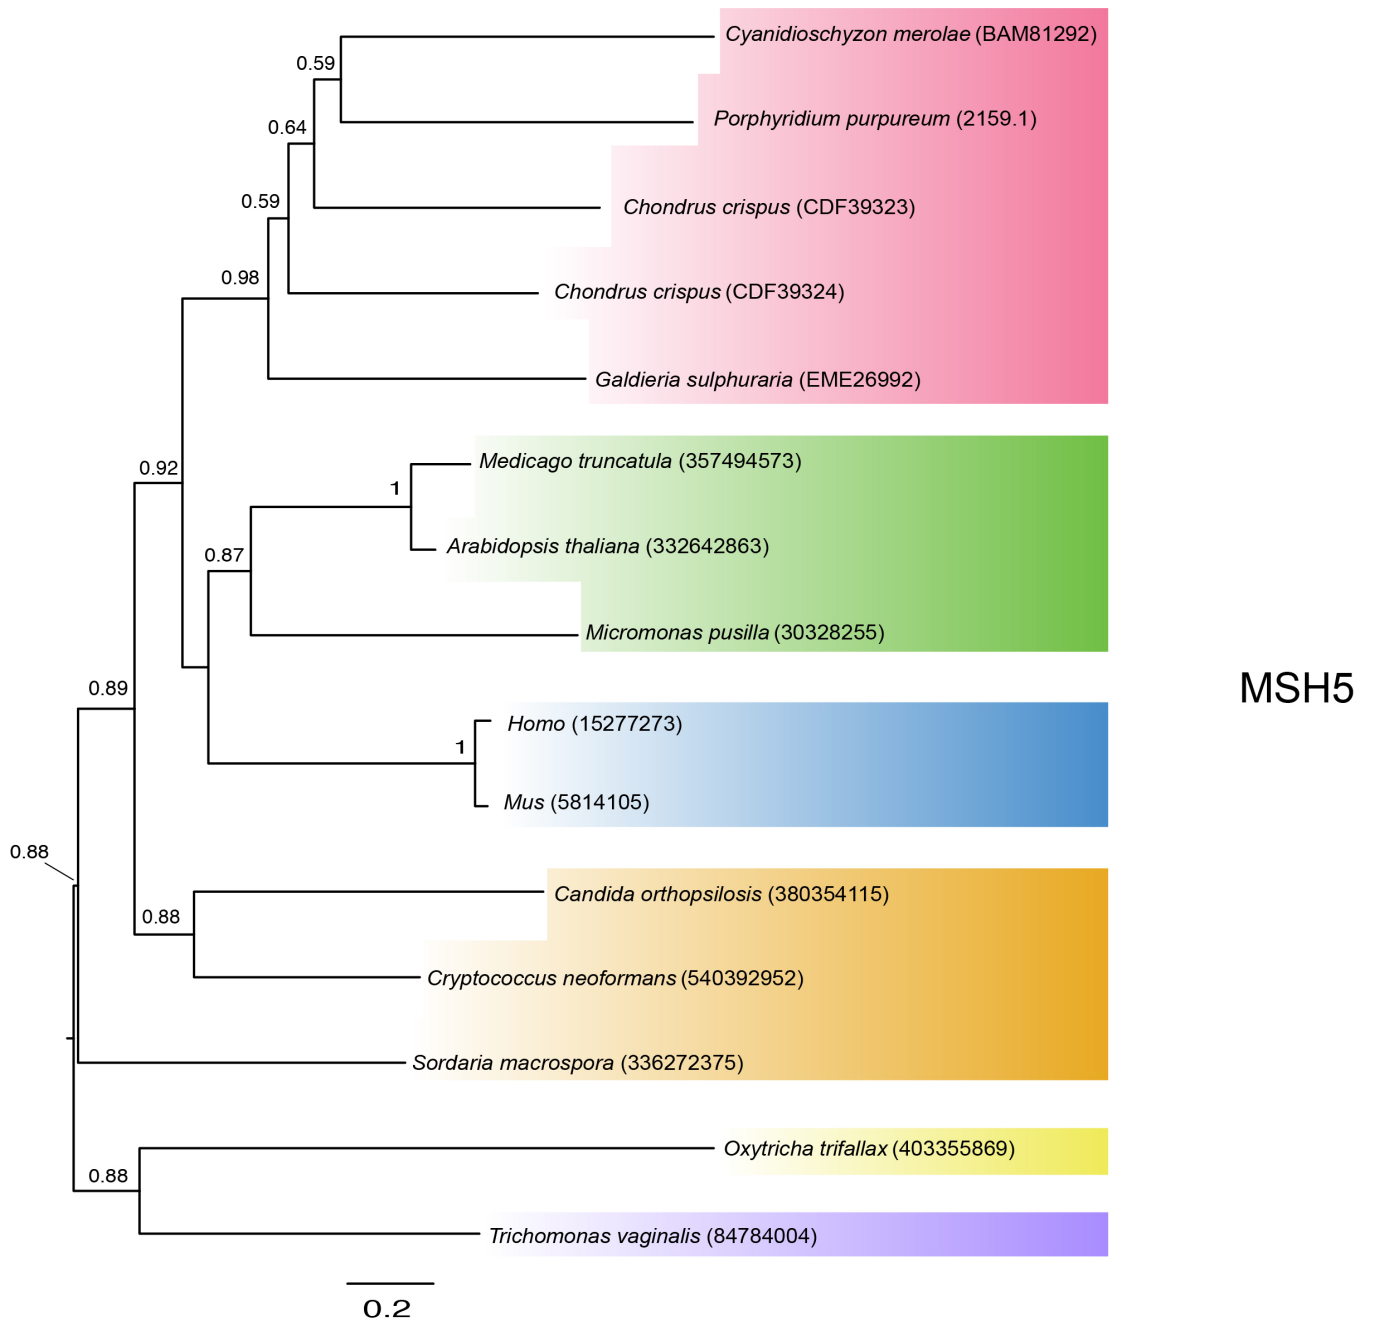 Cyanidioschyzon merolae (BAM81292)
0.59
Porphyridium purpureum (2159.1)
0.64
0.59
Chondrus crispus (CDF39323)
0.98
Chondrus crispus (CDF39324)
Galdieria sulphuraria (EME26992)
0.92
Medicago truncatula (357494573)
1
Arabidopsis thaliana (332642863)
0.87
Micromonas pusilla (30328255)
0.89
MSH5
Homo (15277273)
1
Mus (5814105)
0.88
Candida orthopsilosis (380354115)
0.88
Cryptococcus neoformans (540392952)
Sordaria macrospora (336272375)
Oxytricha trifallax (403355869)
0.88
Trichomonas vaginalis (84784004)
0.2